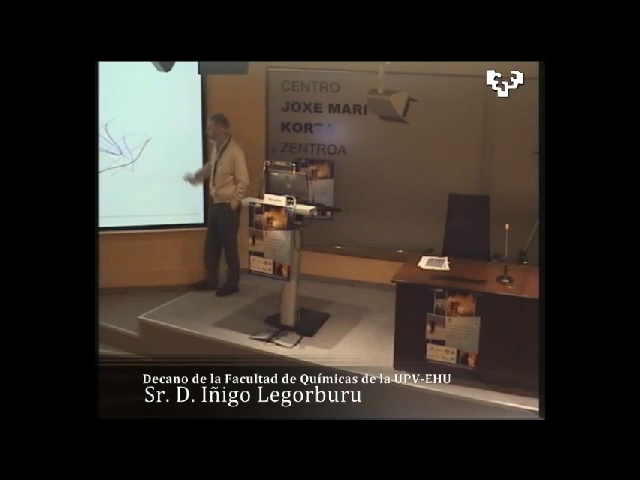 CENTRO
JOXE MARI
KORTA
ZENTROA
Decano de la Facultad de Químicas de la UPV-EHU
Sr. D. Iñigo Legorburu